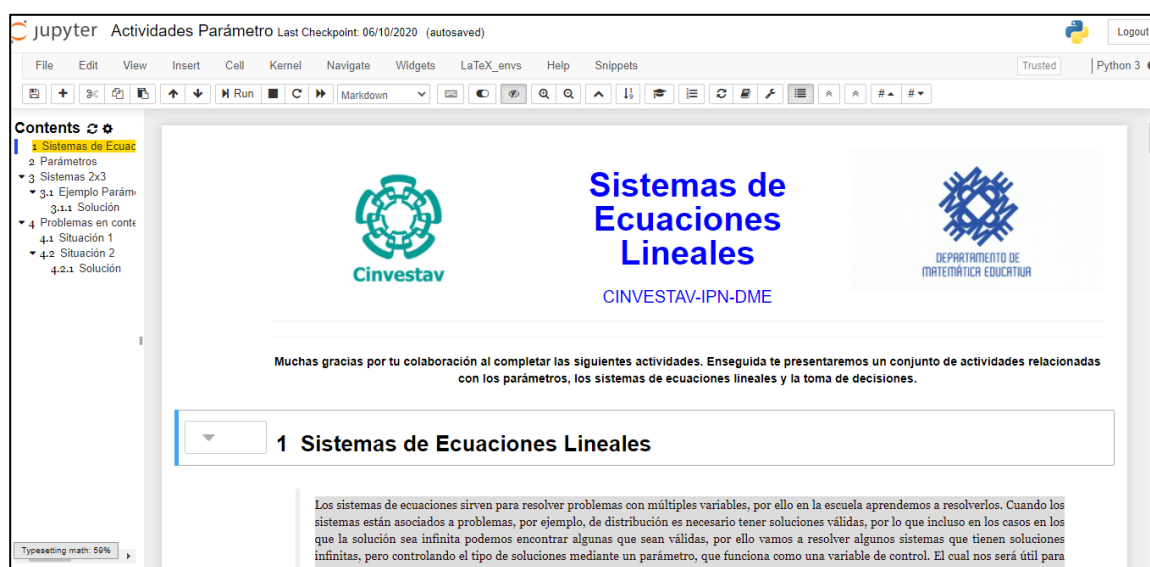 jupyter Actividades Parámetro Last Checkpoint: 06/10/2020 (autosaved)
Logout
File Edit View Insert Cell Kernel Navigate Widgets LaTeX_envs Help Snippets
Trusted
Python 3
Run
Markdown
Contents
1 Sistemas de Ecuac
2 Parámetros
3 Sistemas 2x3
3.1 Ejemplo Parám
3.1.1 Solución
4 Problemas en conte
4.1 Situación 1
4.2 Situación 2
4.2.1 Solución
Cinvestav
Sistemas de
Ecuaciones
Lineales
CINVESTAV-IPN-DME
DEPARTAMENTO DE
MATEMÁTICA EDUCATIVA
Muchas gracias por tu colaboración al completar las siguientes actividades. Enseguida te presentaremos un conjunto de actividades relacionadas
con los parámetros, los sistemas de ecuaciones lineales y la toma de decisiones.
1 Sistemas de Ecuaciones Lineales
Los sistemas de ecuaciones sirven para resolver problemas con múltiples variables, por ello en la escuela aprendemos a resolverlos. Cuando los
sistemas están asociados a problemas, por ejemplo, de distribución es necesario tener soluciones válidas, por lo que incluso en los casos en los
que la solución sea infinita podemos encontrar algunas que sean válidas, por ello vamos a resolver algunos sistemas que tienen soluciones
infinitas, pero controlando el tipo de soluciones mediante un parámetro, que funciona como una variable de control. El cual nos será útil para
Typesetting math: 59%